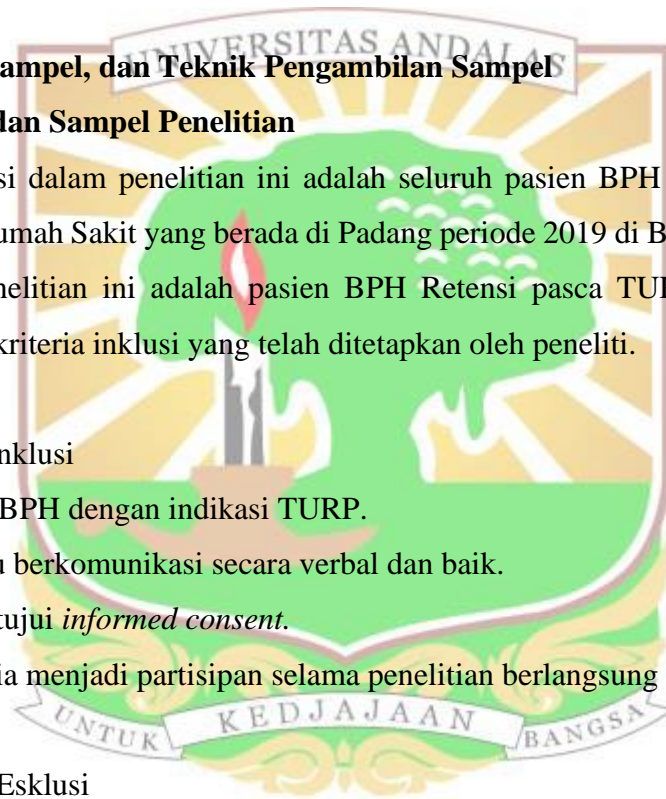 UNIVERSITAS ANDALAS
ampel, dan Teknik Pengambilan Sampel
dan Sampel Penelitian
si dalam penelitian ini adalah seluruh pasien BPH
umah Sakit yang berada di Padang periode 2019 di B
nelitian ini adalah pasien BPH Retensi pasca TU
kriteria inklusi yang telah ditetapkan oleh peneliti.
nklusi
BPH dengan indikasi TURP.
u berkomunikasi secara verbal dan baik.
tujui informed consent.
ia menjadi partisipan selama penelitian berlangsung
UNTUK KEDJAJAAN BANGSA
Esklusi